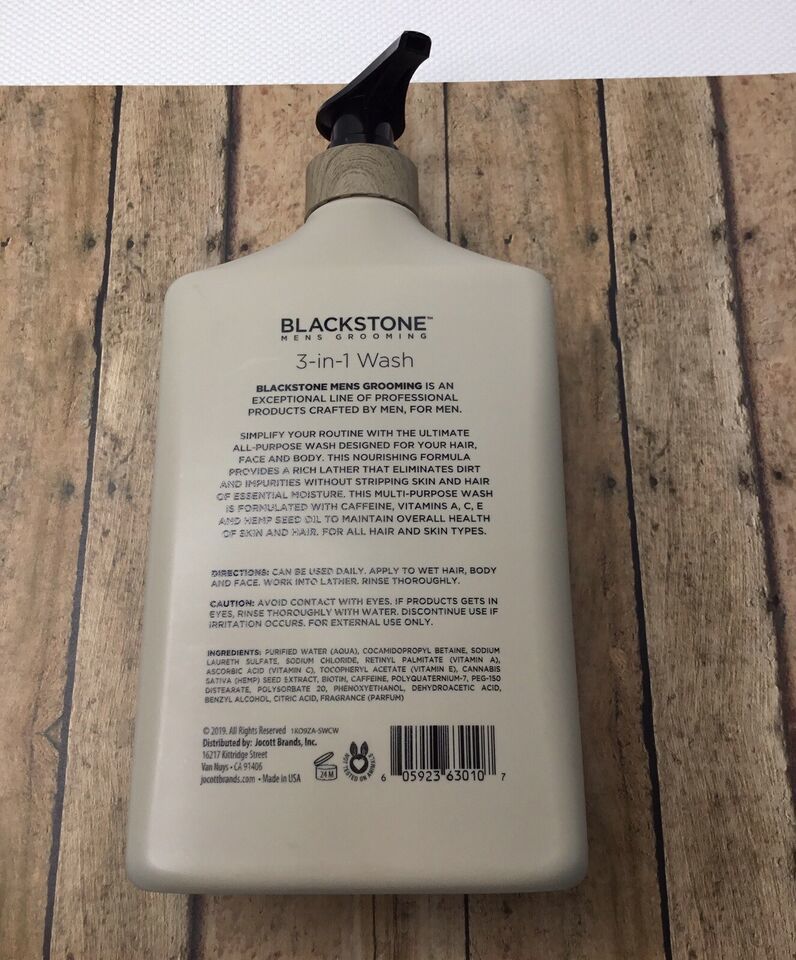 BLACKSTONE™
MENS GROOMING
3-in-1 Wash
BLACKSTONE MENS GROOMING IS AN
EXCEPTIONAL LINE OF PROFESSIONAL
PRODUCTS CRAFTED BY MEN, FOR MEN.
SIMPLIFY YOUR ROUTINE WITH THE ULTIMATE
ALL-PURPOSE WASH DESIGNED FOR YOUR HAIR,
FACE AND BODY. THIS NOURISHING FORMULA
PROVIDES A RICH LATHER THAT ELIMINATES DIRT
AND IMPURITIES WITHOUT STRIPPING SKIN AND HAIR
OF ESSENTIAL MOISTURE. THIS MULTI-PURPOSE WASH
IS FORMULATED WITH CAFFEINE, VITAMINS A, C, E
AND HEMP SEED OIL TO MAINTAIN OVERALL HEALTH
OF SKIN AND HAIR. FOR ALL HAIR AND SKIN TYPES.
DIRECTIONS: CAN BE USED DAILY. APPLY TO WET HAIR, BODY
AND FACE. WORK INTO LATHER. RINSE THOROUGHLY.
CAUTION: AVOID CONTACT WITH EYES. IF PRODUCTS GETS IN
EYES, RINSE THOROUGHLY WITH WATER. DISCONTINUE USE IF
IRRITATION OCCURS. FOR EXTERNAL USE ONLY.
INGREDIENTS: PURIFIED WATER (AQUA), COCAMIDOPROPYL BETAINE, SODIUM
LAURETH SULFATE, SODIUM CHLORIDE, RETINYL PALMITATE (VITAMIN A),
ASCORBIC ACID (VITAMIN C), TOCOPHERYL ACETATE (VITAMIN E), CANNABIS
SATIVA (HEMP) SEED EXTRACT, BIOTIN, CAFFEINE, POLYQUATERNIUM-7, PEG-150
DISTEARATE, POLYSORBATE 20, PHENOXYETHANOL, DEHYDROACETIC ACID,
BENZYL ALCOHOL, CITRIC ACID, FRAGRANCE (PARFUM)
© 2019. All Rights Reserved 1KO9ZA-SWCW
Distributed by: Jocott Brands, Inc.
16217 Kittridge Street
Van Nuys • CA 91406
jocottbrands.com • Made in USA
24 M
NOT TESTED ON ANIMALS
6 05923 63010 7